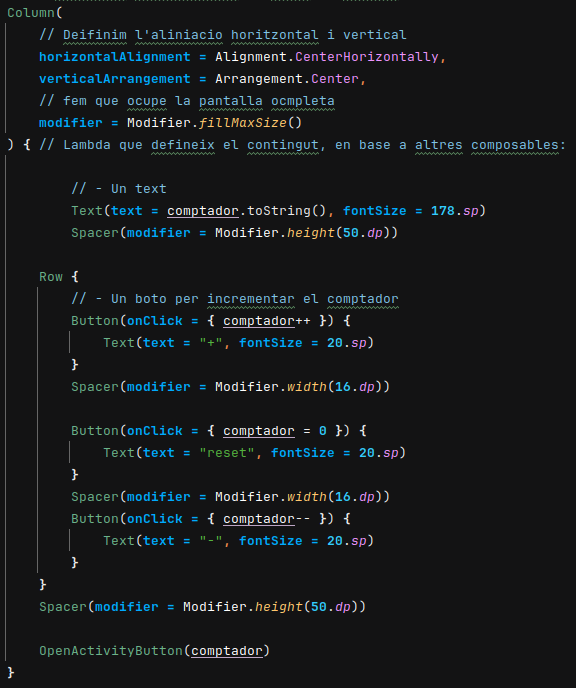 Column(
    // Deifinim l'aliniacio horitzontal i vertical
    horizontalAlignment = Alignment.CenterHorizontally,
    verticalArrangement = Arrangement.Center,
    // fem que ocupe la pantalla ocmpleta
    modifier = Modifier.fillMaxSize()
) { // Lambda que defineix el contingut, en base a altres composables:
        // - Un text
        Text(text = comptador.toString(), fontSize = 178.sp)
        Spacer(modifier = Modifier.height(50.dp))
    Row {
        // - Un boto per incrementar el comptador
        Button(onClick = { comptador++ }) {
            Text(text = "+", fontSize = 20.sp)
        }
        Spacer(modifier = Modifier.width(16.dp))
        Button(onClick = { comptador = 0 }) {
            Text(text = "reset", fontSize = 20.sp)
        }
        Spacer(modifier = Modifier.width(16.dp))
        Button(onClick = { comptador-- }) {
            Text(text = "-", fontSize = 20.sp)
        }
    }
    Spacer(modifier = Modifier.height(50.dp))
    OpenActivityButton(comptador)
}